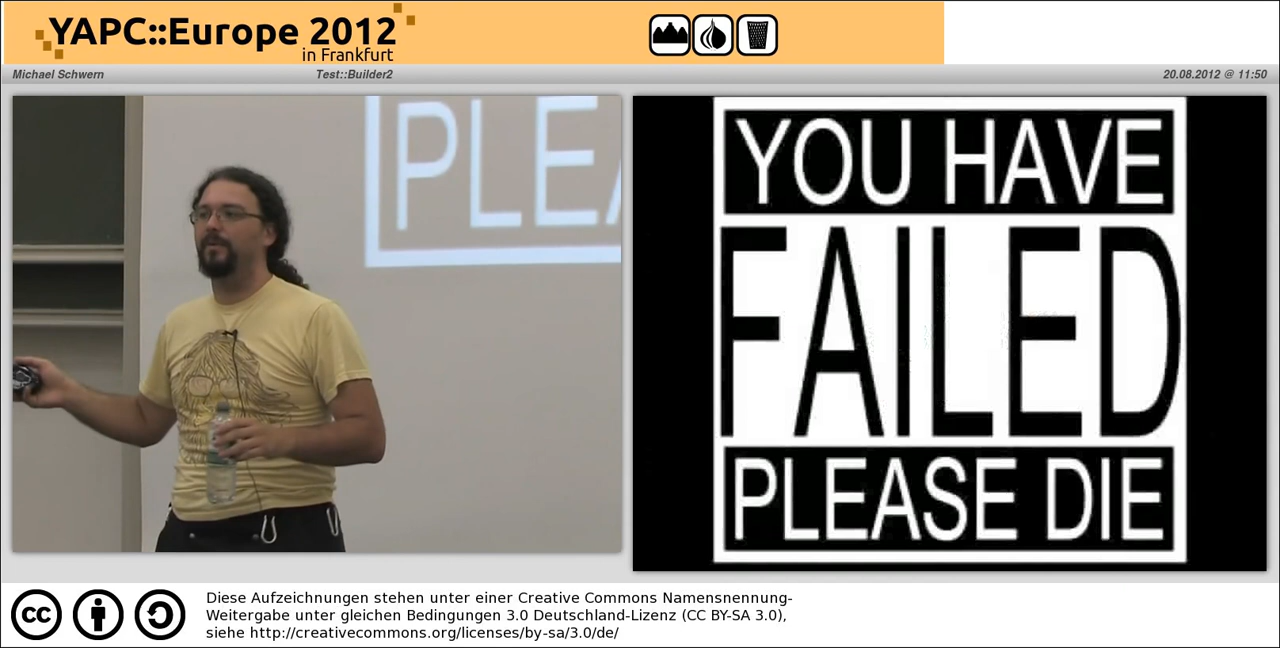 YAPC::Europe 2012
in Frankfurt
Michael Schwern
Test::Builder2
20.08.2012 @ 11:50
PLEA
YOU HAVE
FAILED
PLEASE DIE
cc
Diese Aufzeichnungen stehen unter einer Creative Commons Namensnennung-
Weitergabe unter gleichen Bedingungen 3.0 Deutschland-Lizenz (CC BY-SA 3.0),
siehe http://creativecommons.org/licenses/by-sa/3.0/de/